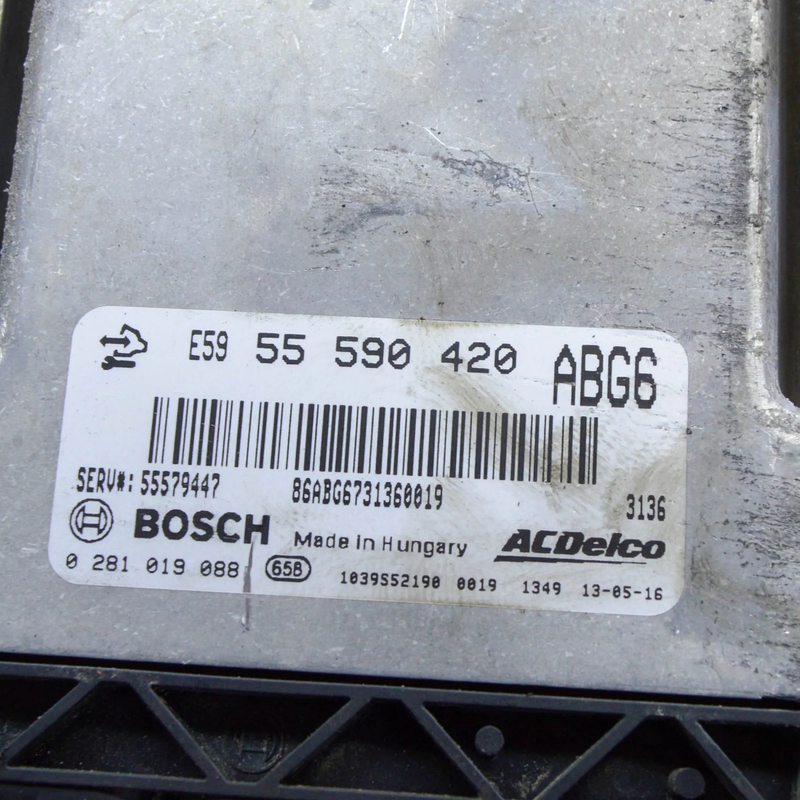 E59 55 590 420 ABG6
SERV#: 55579447 86ABG6731360019 3136
BOSCH Made in Hungary ACDelco
0 281 019 088 658 1039S52190 0019 1349 13-05-16